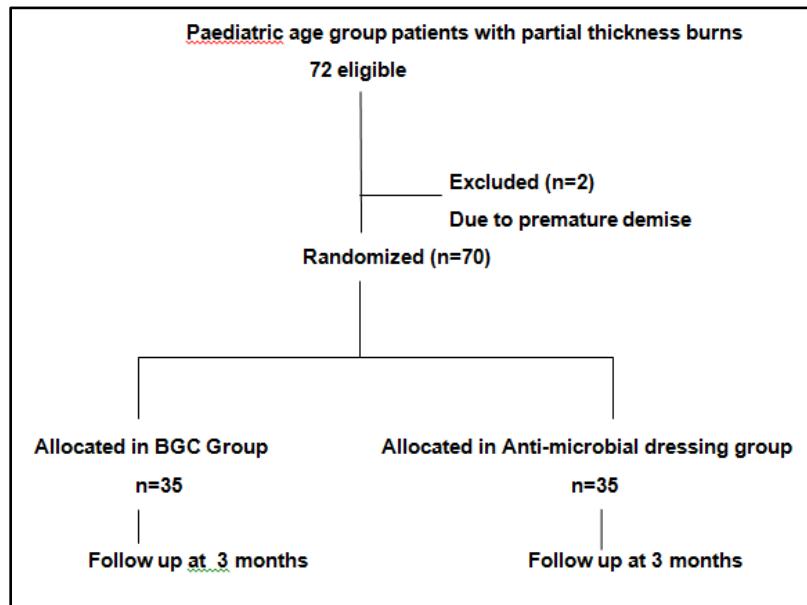 Paediatric age group patients with partial thickness burns
72 eligible
Excluded (n=2)
Due to premature demise
Randomized (n=70)
Allocated in BGC Group
n=35
Follow up at 3 months
Allocated in Anti-microbial dressing group
n=35
Follow up at 3 months